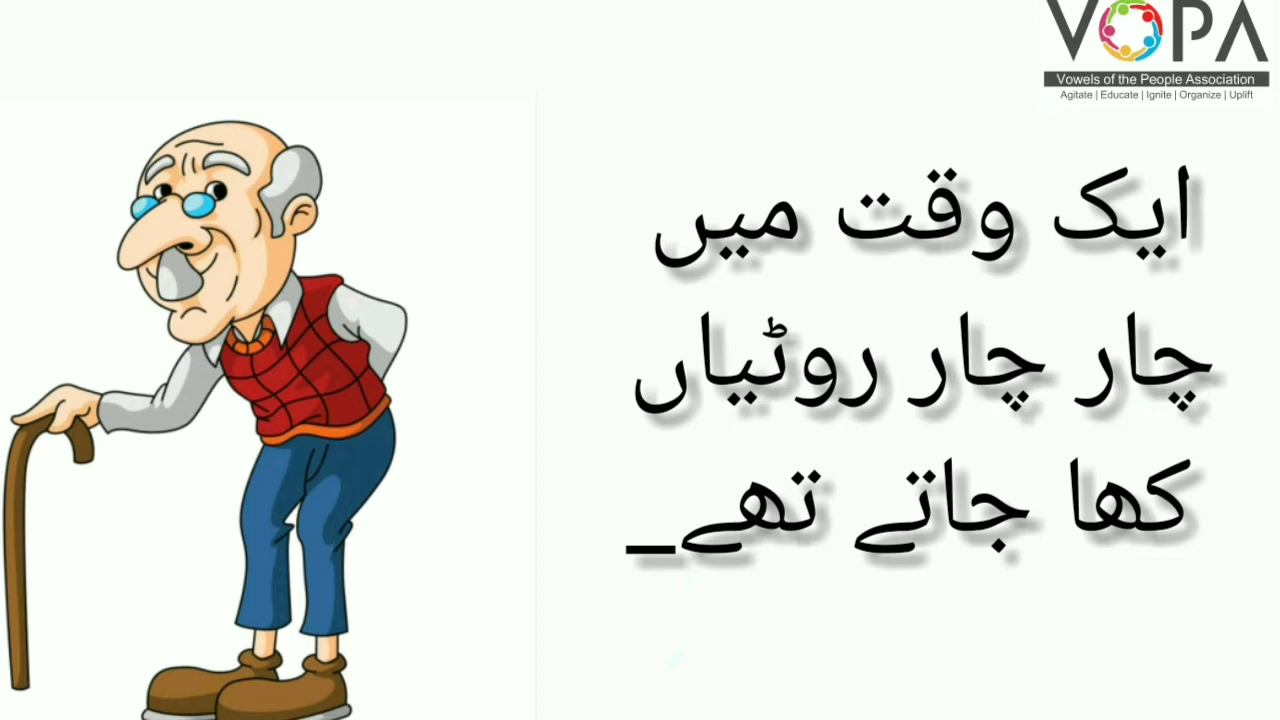 VOPA
Vowels of the People Association
Agitate | Educate | Ignite | Organize | Uplift
ایک وقت میں
چار چار روٹیاں
کھا جاتے تھے_